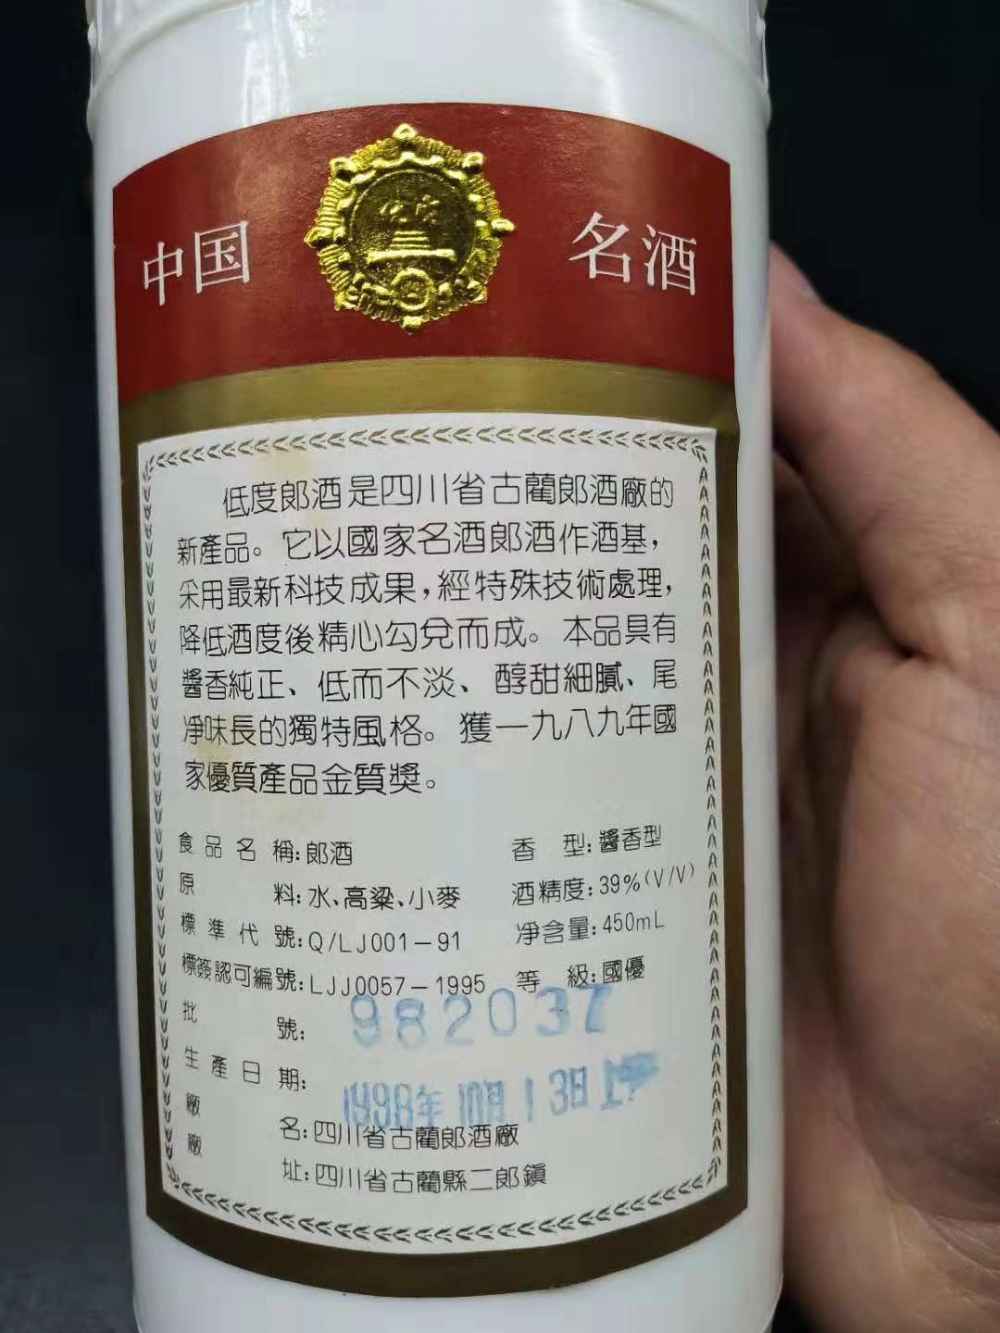 中国 名酒
低度郎酒是四川省古藺郎酒廠的
新產品。它以國家名酒郎酒作酒基，
采用最新科技成果，經特殊技術處理，
降低酒度後精心勾兌而成。本品具有
醬香純正、低而不淡、醇甜細膩、尾
凈味長的獨特風格。獲一九八九年國
家優質產品金質獎。
食品名稱：郎酒 香型：醬香型
原料：水、高粱、小麥 酒精度：39%(V/V)
標準代號：Q/LJ001－91 凈含量：450mL
標簽認可編號：LJJ0057－1995 等級：國優
批號： 982037
生產日期： 1998年10月13日
廠名：四川省古藺郎酒廠
廠址：四川省古藺縣二郎鎮